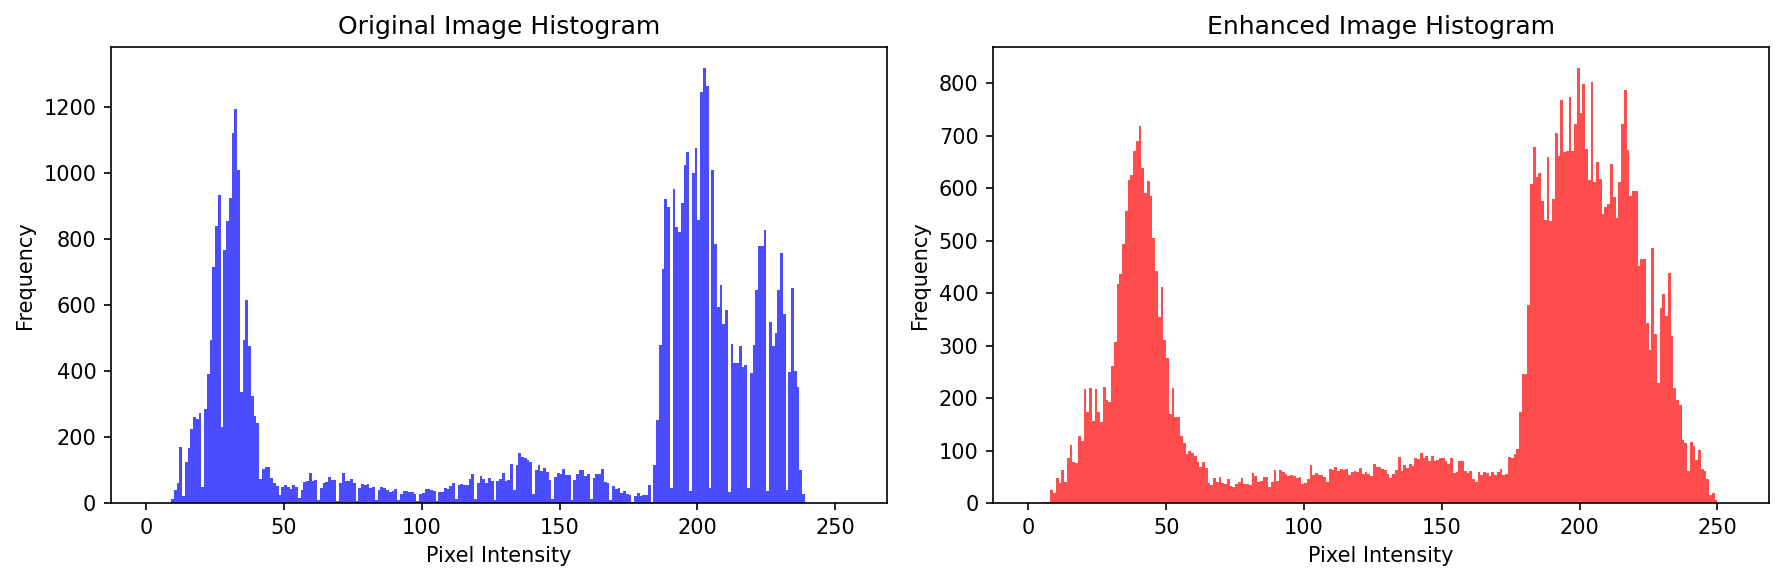 Original Image Histogram
Frequency
1200
1000
800
600
400
200
0
0 50 100 150 200 250
Pixel Intensity
Enhanced Image Histogram
Frequency
800
700
600
500
400
300
200
100
0
0 50 100 150 200 250
Pixel Intensity